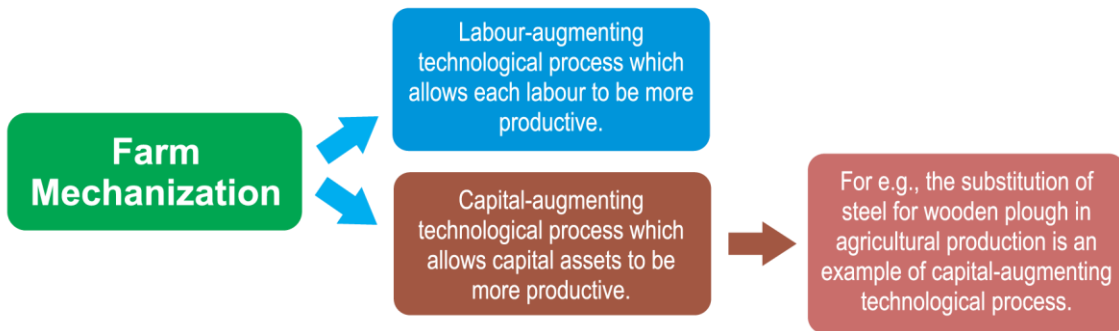 Farm
Mechanization
Labour-augmenting
technological process which
allows each labour to be more
productive.
Capital-augmenting
technological process which
allows capital assets to be
more productive.
For e.g., the substitution of
steel for wooden plough in
agricultural production is an
example of capital-augmenting
technological process.